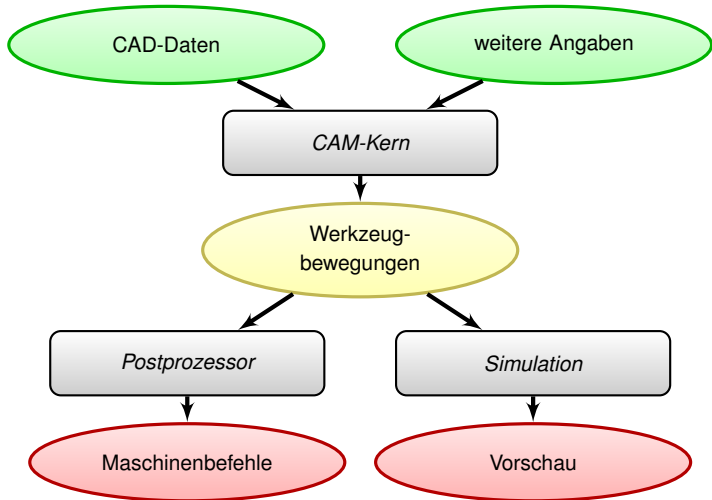 CAD-Daten
weitere Angaben
CAM-Kern
Werkzeug-
bewegungen
Postprozessor
Simulation
Maschinenbefehle
Vorschau